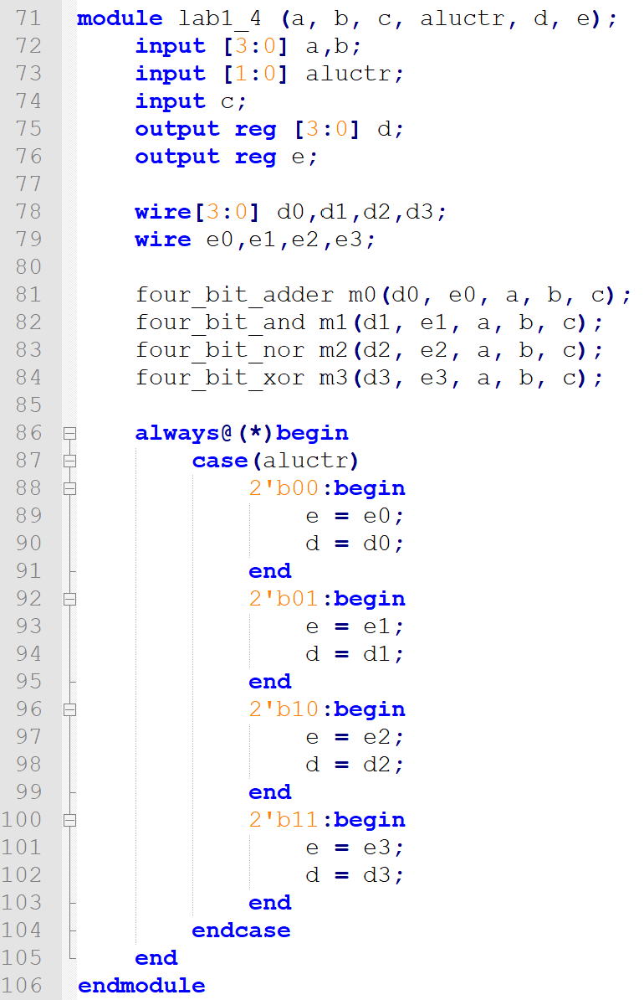 71 module lab1_4 (a, b, c, aluctr, d, e);
72     input [3:0] a,b;
73     input [1:0] aluctr;
74     input c;
75     output reg [3:0] d;
76     output reg e;
77
78     wire[3:0] d0,d1,d2,d3;
79     wire e0,e1,e2,e3;
80
81     four_bit_adder m0(d0, e0, a, b, c);
82     four_bit_and m1(d1, e1, a, b, c);
83     four_bit_nor m2(d2, e2, a, b, c);
84     four_bit_xor m3(d3, e3, a, b, c);
85
86     always@(*)begin
87         case(aluctr)
88             2'b00:begin
89                 e = e0;
90                 d = d0;
91             end
92             2'b01:begin
93                 e = e1;
94                 d = d1;
95             end
96             2'b10:begin
97                 e = e2;
98                 d = d2;
99             end
100             2'b11:begin
101                 e = e3;
102                 d = d3;
103             end
104         endcase
105     end
106 endmodule